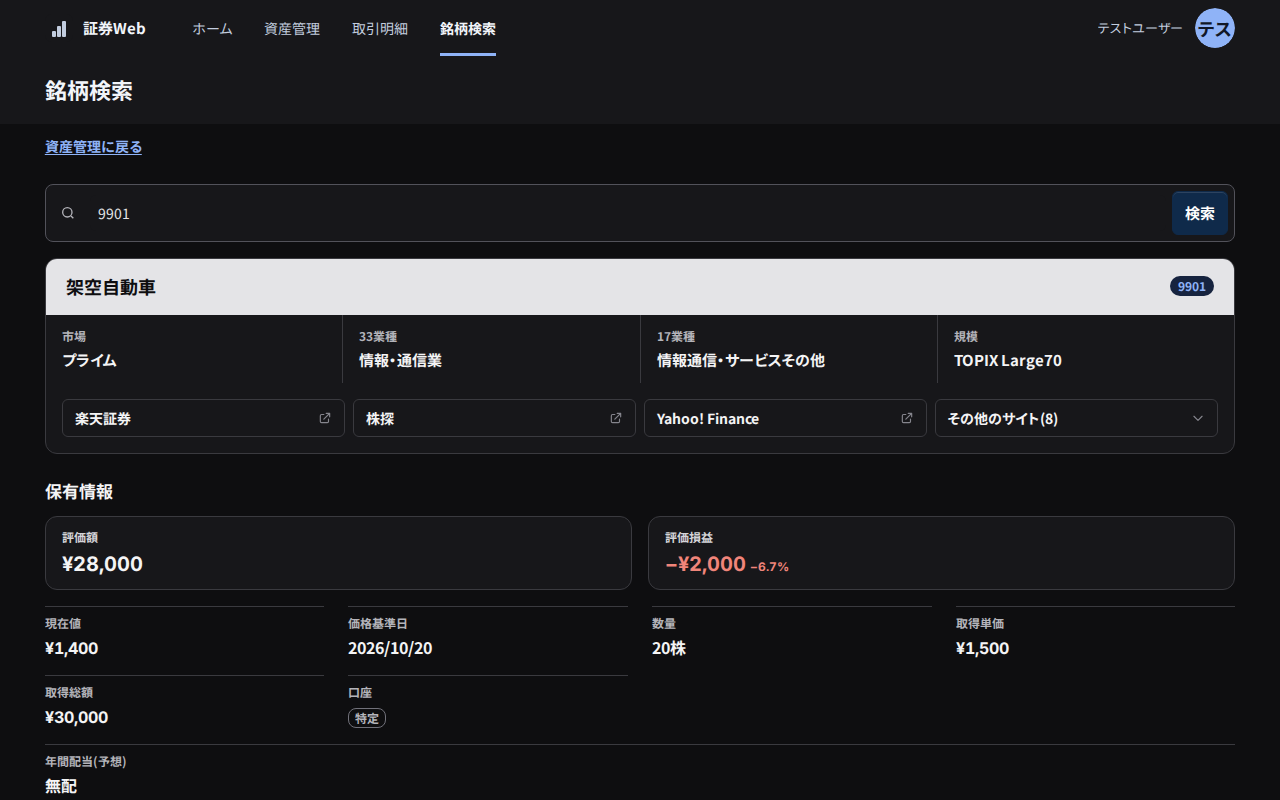 証券Web ホーム 資産管理 取引明細 銘柄検索 テストユーザー テス
銘柄検索
資産管理に戻る
9901 検索
架空自動車 9901
市場 33業種 17業種 規模
プライム 情報・通信業 情報通信・サービスその他 TOPIX Large70
楽天証券 株探 Yahoo! Finance その他のサイト(8)
保有情報
評価額 評価損益
¥28,000 −¥2,000 −6.7%
現在値 価格基準日 数量 取得単価
¥1,400 2026/10/20 20株 ¥1,500
取得総額 口座
¥30,000 特定
年間配当(予想)
無配